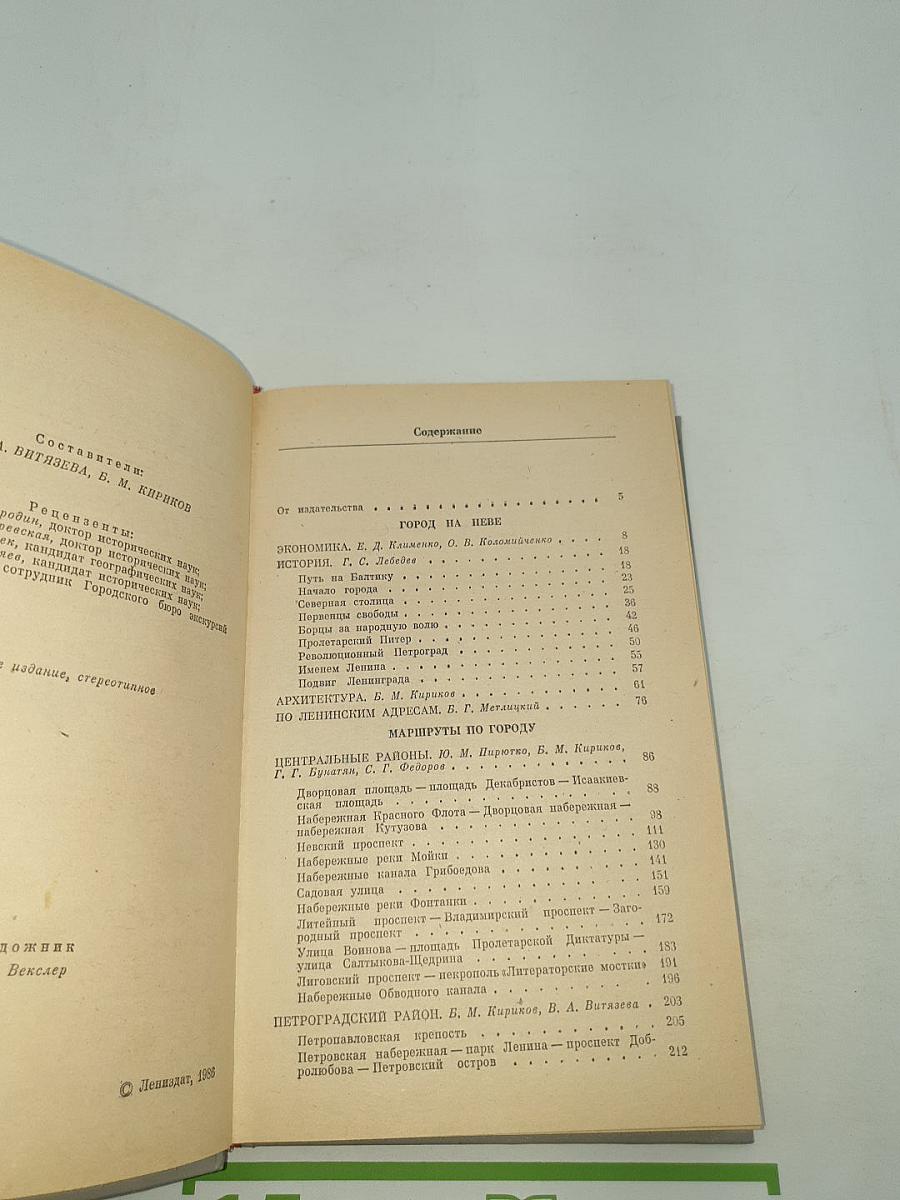 Составители:
А. ВИТЯЗЕВА, Б. М. КИРИКОВ
Рецензенты:
родин, доктор исторических наук;
ревская, доктор исторических наук;
ек, кандидат географических наук;
яев, кандидат исторических наук;
сотрудник Городского бюро экскурсий
е издание, стереотипное
дожник
Векслер
© Лениздат, 1986
Содержание
От издательства . . . . . . . . . . . . . . . . . 5
ГОРОД НА НЕВЕ
ЭКОНОМИКА. Е. Д. Клименко, О. В. Коломийченко . . . . 8
ИСТОРИЯ. Г. С. Лебедев . . . . . . . . . . . . . . 18
Путь на Балтику . . . . . . . . . . . . . . . 18
Начало города . . . . . . . . . . . . . . . . 23
Северная столица . . . . . . . . . . . . . . . 25
Первенцы свободы . . . . . . . . . . . . . . . 36
Борцы за народную волю . . . . . . . . . . . . 42
Пролетарский Питер . . . . . . . . . . . . . . 46
Революционный Петроград . . . . . . . . . . . 50
Именем Ленина . . . . . . . . . . . . . . . . 55
Подвиг Ленинграда . . . . . . . . . . . . . . 57
АРХИТЕКТУРА. Б. М. Кириков . . . . . . . . . . . . 61
ПО ЛЕНИНСКИМ АДРЕСАМ. Б. Г. Метлицкий . . . . . . 76
МАРШРУТЫ ПО ГОРОДУ
ЦЕНТРАЛЬНЫЕ РАЙОНЫ. Ю. М. Пирютко, Б. М. Кириков,
Г. Г. Бунатян, С. Г. Федоров . . . . . . . . . . . . 86
Дворцовая площадь — площадь Декабристов — Исаакиев-
ская площадь . . . . . . . . . . . . . . . . 88
Набережная Красного Флота — Дворцовая набережная —
набережная Кутузова . . . . . . . . . . . . . 98
Невский проспект . . . . . . . . . . . . . . . 111
Набережные реки Мойки . . . . . . . . . . . . 130
Набережные канала Грибоедова . . . . . . . . . 141
Садовая улица . . . . . . . . . . . . . . . . 151
Набережные реки Фонтанки . . . . . . . . . . . 159
Литейный проспект — Владимирский проспект — Заго-
родный проспект . . . . . . . . . . . . . . . 172
Улица Воинова — площадь Пролетарской Диктатуры —
улица Салтыкова-Щедрина . . . . . . . . . . . 183
Лиговский проспект — некрополь «Литераторские мостки» 191
Набережные Обводного канала . . . . . . . . . 196
ПЕТРОГРАДСКИЙ РАЙОН. Б. М. Кириков, В. А. Витязева . 203
Петропавловская крепость . . . . . . . . . . . 205
Петровская набережная — парк Ленина — проспект Доб-
ролюбова — Петровский остров . . . . . . . . . 212